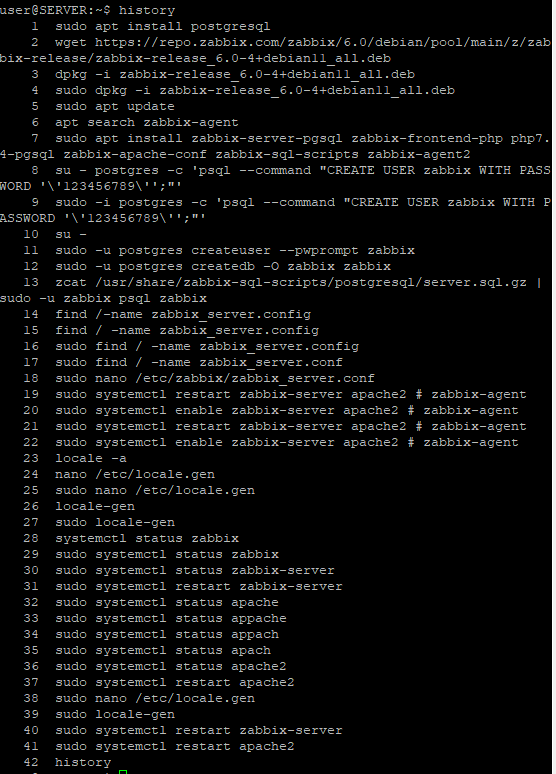 user@SERVER:~$ history
    1  sudo apt install postgresql
    2  wget https://repo.zabbix.com/zabbix/6.0/debian/pool/main/z/zab
bix-release/zabbix-release_6.0-4+debian11_all.deb
    3  dpkg -i zabbix-release_6.0-4+debian11_all.deb
    4  sudo dpkg -i zabbix-release_6.0-4+debian11_all.deb
    5  sudo apt update
    6  apt search zabbix-agent
    7  sudo apt install zabbix-server-pgsql zabbix-frontend-php php7.
4-pgsql zabbix-apache-conf zabbix-sql-scripts zabbix-agent2
    8  su - postgres -c 'psql --command "CREATE USER zabbix WITH PASS
WORD '\'123456789\'';"'
    9  sudo -i postgres -c 'psql --command "CREATE USER zabbix WITH P
ASSWORD '\'123456789\'';"'
   10  su -
   11  sudo -u postgres createuser --pwprompt zabbix
   12  sudo -u postgres createdb -O zabbix zabbix
   13  zcat /usr/share/zabbix-sql-scripts/postgresql/server.sql.gz |
sudo -u zabbix psql zabbix
   14  find /-name zabbix_server.config
   15  find / -name zabbix_server.config
   16  sudo find / -name zabbix_server.config
   17  sudo find / -name zabbix_server.conf
   18  sudo nano /etc/zabbix/zabbix_server.conf
   19  sudo systemctl restart zabbix-server apache2 # zabbix-agent
   20  sudo systemctl enable zabbix-server apache2 # zabbix-agent
   21  sudo systemctl restart zabbix-server apache2 # zabbix-agent
   22  sudo systemctl enable zabbix-server apache2 # zabbix-agent
   23  locale -a
   24  nano /etc/locale.gen
   25  sudo nano /etc/locale.gen
   26  locale-gen
   27  sudo locale-gen
   28  systemctl status zabbix
   29  sudo systemctl status zabbix
   30  sudo systemctl status zabbix-server
   31  sudo systemctl restart zabbix-server
   32  sudo systemctl status apache
   33  sudo systemctl status appache
   34  sudo systemctl status appach
   35  sudo systemctl status apach
   36  sudo systemctl status apache2
   37  sudo systemctl restart apache2
   38  sudo nano /etc/locale.gen
   39  sudo locale-gen
   40  sudo systemctl restart zabbix-server
   41  sudo systemctl restart apache2
   42  history